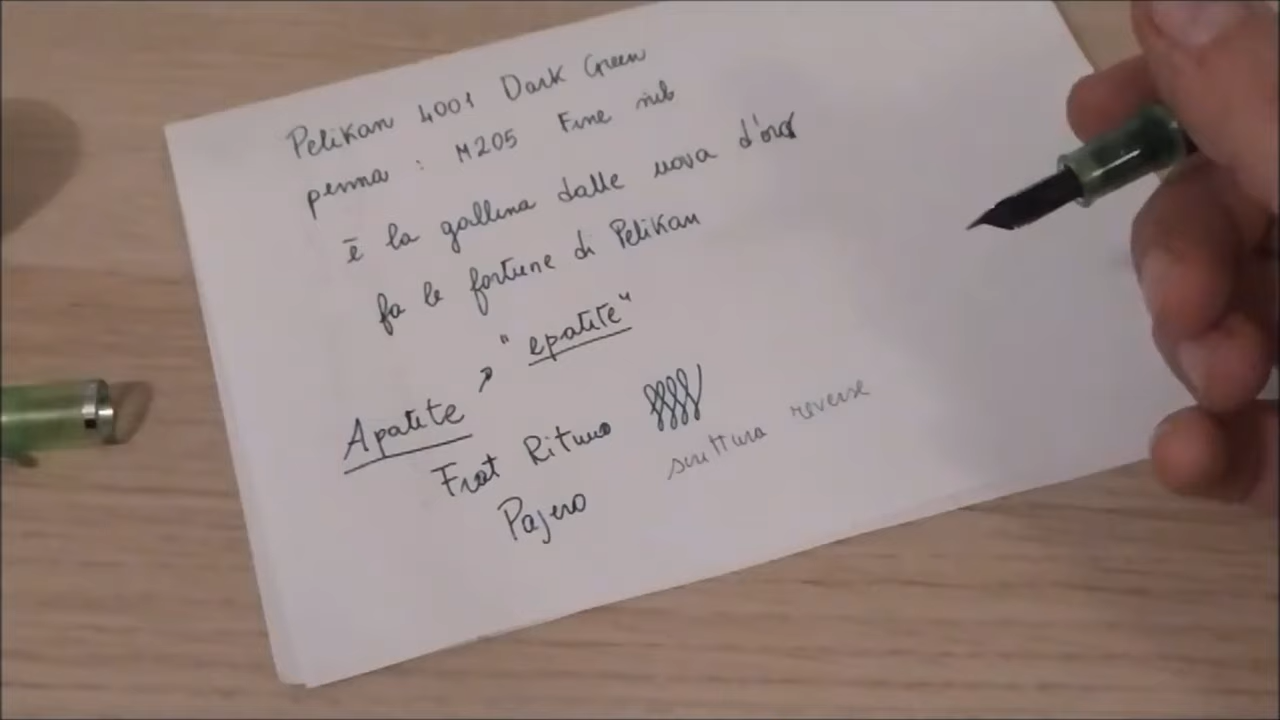 Pelikan 4001 Dark Green
penna : M205 Fine nib
è la gallina dalle uova d'oro
fa le fortune di Pelikan
"epatite"
Apatite
Fiat Ritmo
scrittura reverse
Pajero